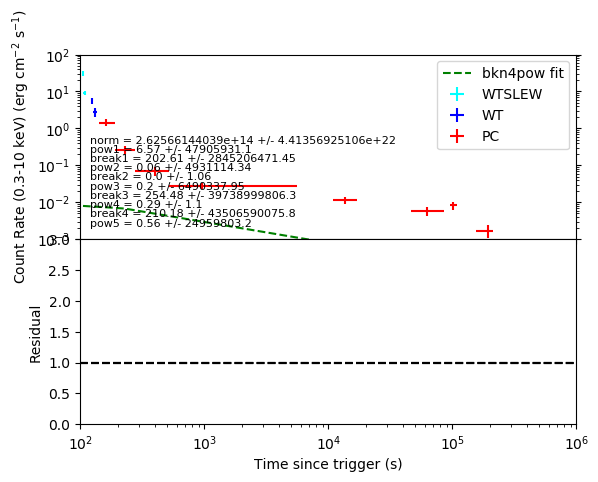 Count Rate (0.3-10 keV) (erg cm⁻² s⁻¹)
10²
10¹
10⁰
10⁻¹
10⁻²
10⁻³
bkn4pow fit
WTSLEW
WT
PC
norm = 2.62566144039e+14 +/- 4.41356925106e+22
pow1 = 6.57 +/- 47905931.1
break1 = 202.61 +/- 2845206471.45
pow2 = 0.06 +/- 4931114.34
break2 = 0.0 +/- 1.06
pow3 = 0.2 +/- 6490337.95
break3 = 254.48 +/- 39738999806.3
pow4 = 0.29 +/- 1.1
break4 = 210.18 +/- 43506590075.8
pow5 = 0.56 +/- 24959803.2
Residual
3.0
2.5
2.0
1.5
1.0
0.5
0.0
10² 10³ 10⁴ 10⁵ 10⁶
Time since trigger (s)